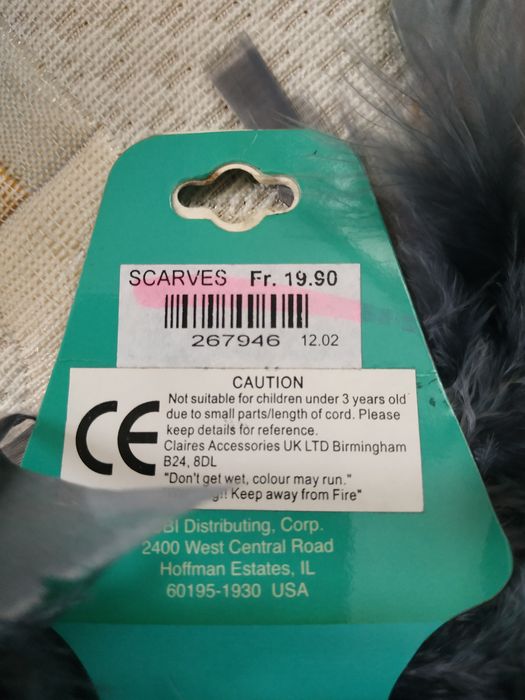 SCARVES Fr. 19.90
267946 12.02
CAUTION
CE
Not suitable for children under 3 years old
due to small parts/length of cord. Please
keep details for reference.
Claires Accessories UK LTD Birmingham
B24, 8DL
"Don't get wet, colour may run."
Keep away from Fire"
Distributing, Corp.
2400 West Central Road
Hoffman Estates, IL
60195-1930 USA